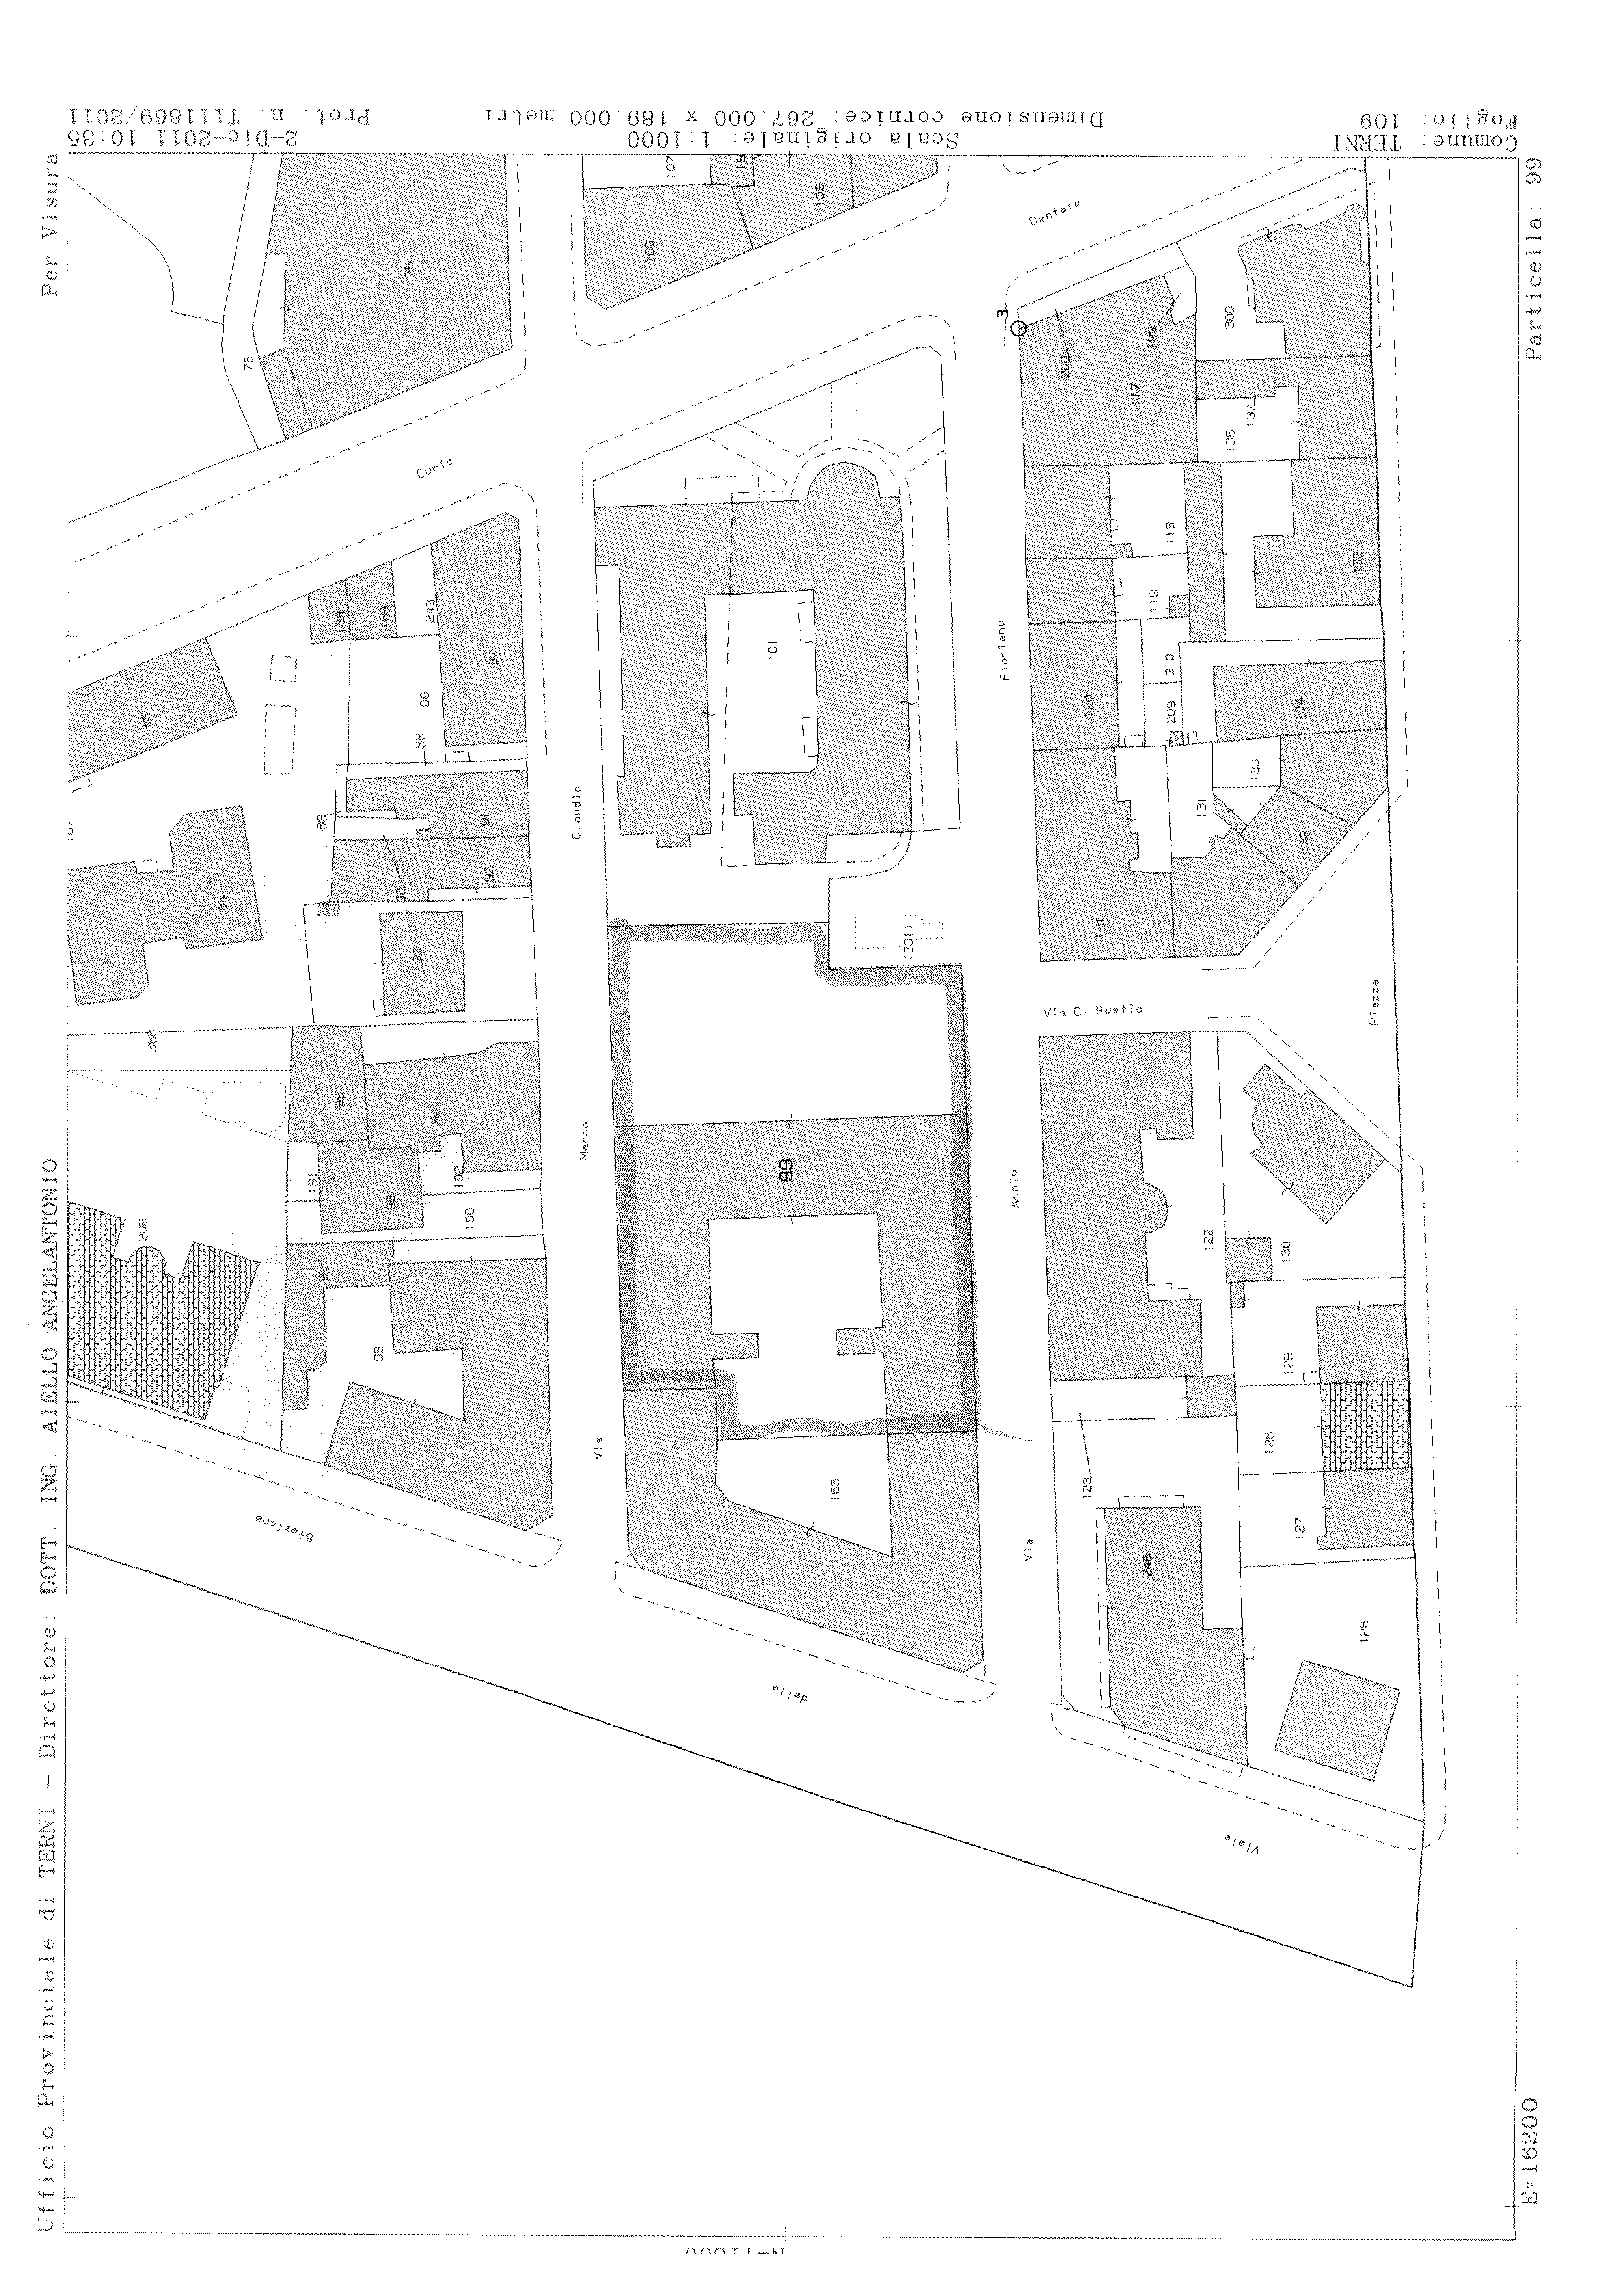 Per Visura
Ufficio Provinciale di TERNI - Direttore: DOTT. ING. AIELLO ANGELANTONIO
2-Dic-2011 10:35
Prot. n. T111869/2011
Scala originale: 1:1000
Dimensione cornice: 267.000 x 189.000 metri
Comune: TERNI
Foglio: 109
Particella: 99
E=16200
107
105
106
75
76
Dentato
3
200
199
300
117
137
136
Curio
118
119
135
188
189
243
87
86
88
85
101
Floriano
210
209
120
134
133
131
132
121
89
91
90
92
84
93
Claudio
(301)
Via C. Rustio
Piazza
368
95
94
191
192
96
190
286
97
98
Marco
99
Annio
122
130
129
128
127
123
246
126
Via
163
Via
Stazione
della
Viale